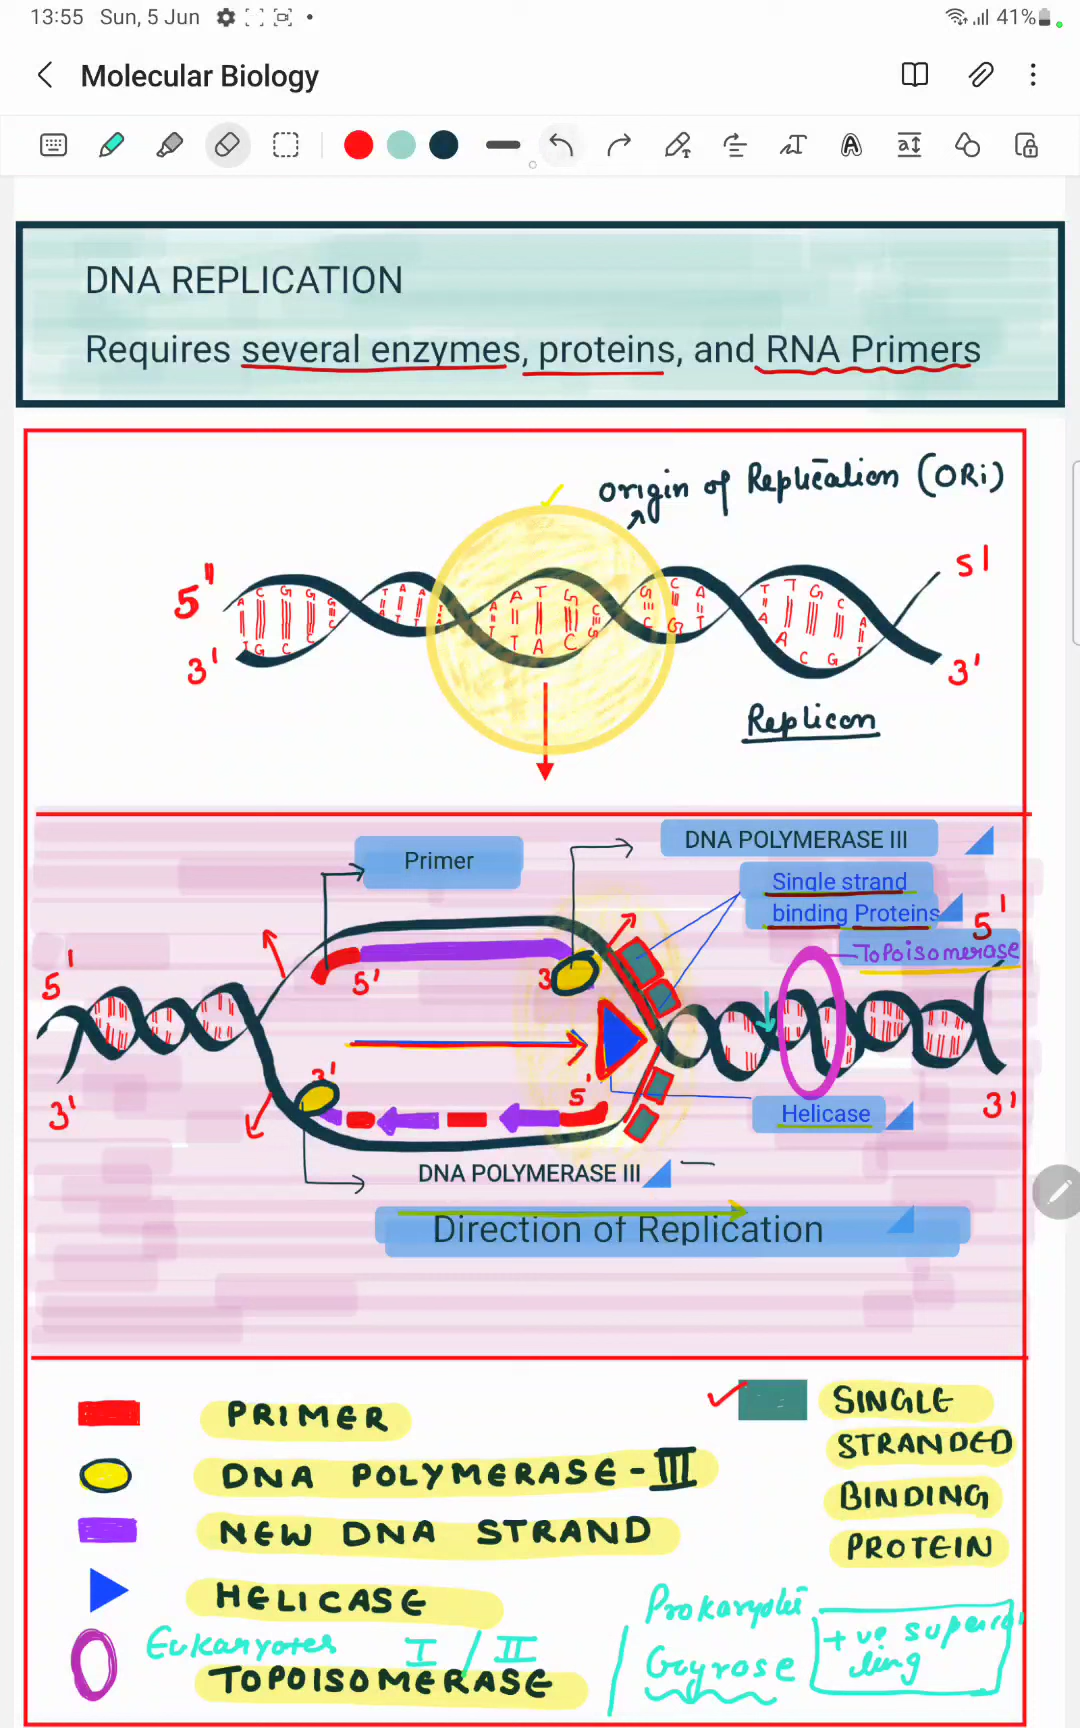 13:55 Sun, 5 Jun
41%
Molecular Biology
DNA REPLICATION
Requires several enzymes, proteins, and RNA Primers
Origin of Replication (ORi)
5' 5'
A C G G G T A A A A T G C G C A T T G C
T G C C A T T T T A C G C G T A A C G T
3' 3'
Replicon
DNA POLYMERASE III
Primer
Single strand
binding Proteins
5'
Topoisomerase
5' 5' 3'
3' 5'
3' 3'
Helicase
DNA POLYMERASE III
Direction of Replication
PRIMER
DNA POLYMERASE-III
NEW DNA STRAND
HELICASE
Eukaryotes I / II
TOPOISOMERASE
SINGLE
STRANDED
BINDING
PROTEIN
Gyrose
+ve
ling